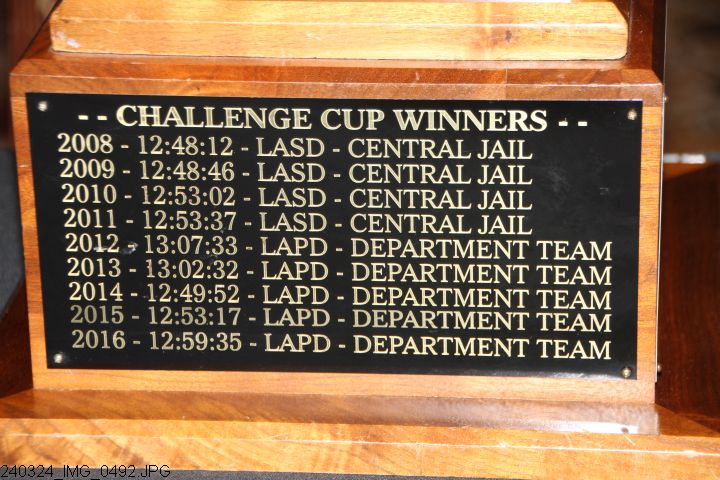 - - CHALLENGE CUP WINNERS - -
2008 - 12:48:12 - LASD - CENTRAL JAIL
2009 - 12:48:46 - LASD - CENTRAL JAIL
2010 - 12:53:02 - LASD - CENTRAL JAIL
2011 - 12:53:37 - LASD - CENTRAL JAIL
2012 - 13:07:33 - LAPD - DEPARTMENT TEAM
2013 - 13:02:32 - LAPD - DEPARTMENT TEAM
2014 - 12:49:52 - LAPD - DEPARTMENT TEAM
2015 - 12:53:17 - LAPD - DEPARTMENT TEAM
2016 - 12:59:35 - LAPD - DEPARTMENT TEAM
240324_IMG_0492.JPG